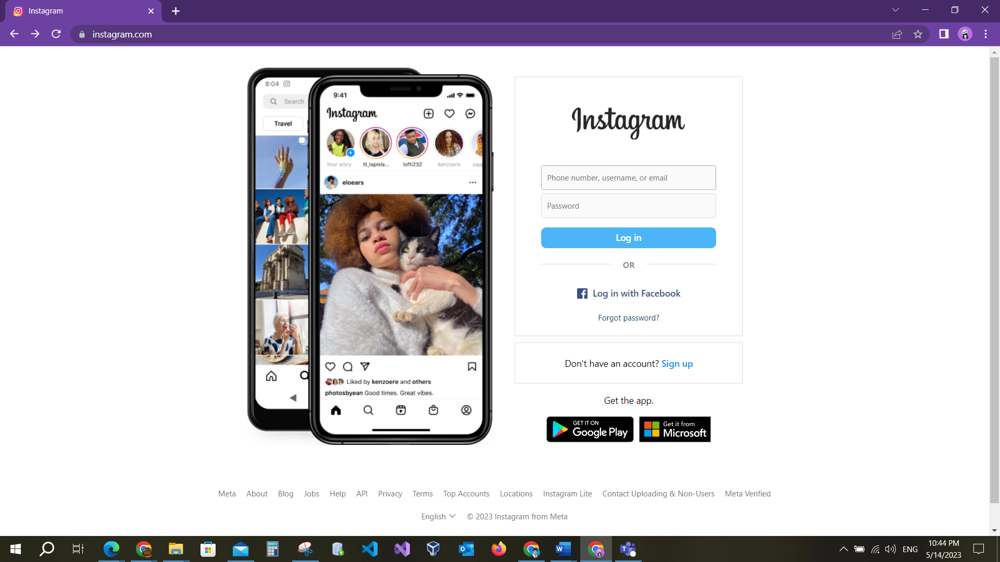 Instagram
instagram.com
8:04
Search
Travel
9:41
Instagram
Your story lil_lapisla... lofti232 kenzoere sapp
eloears
Liked by kenzoere and others
photosbyean Good times. Great vibes.
Instagram
Phone number, username, or email
Password
Log in
OR
Log in with Facebook
Forgot password?
Don't have an account? Sign up
Get the app.
GET IT ON
Google Play
Get it from
Microsoft
Meta About Blog Jobs Help API Privacy Terms Top Accounts Locations Instagram Lite Contact Uploading & Non-Users Meta Verified
English © 2023 Instagram from Meta
ENG
10:44 PM
5/14/2023